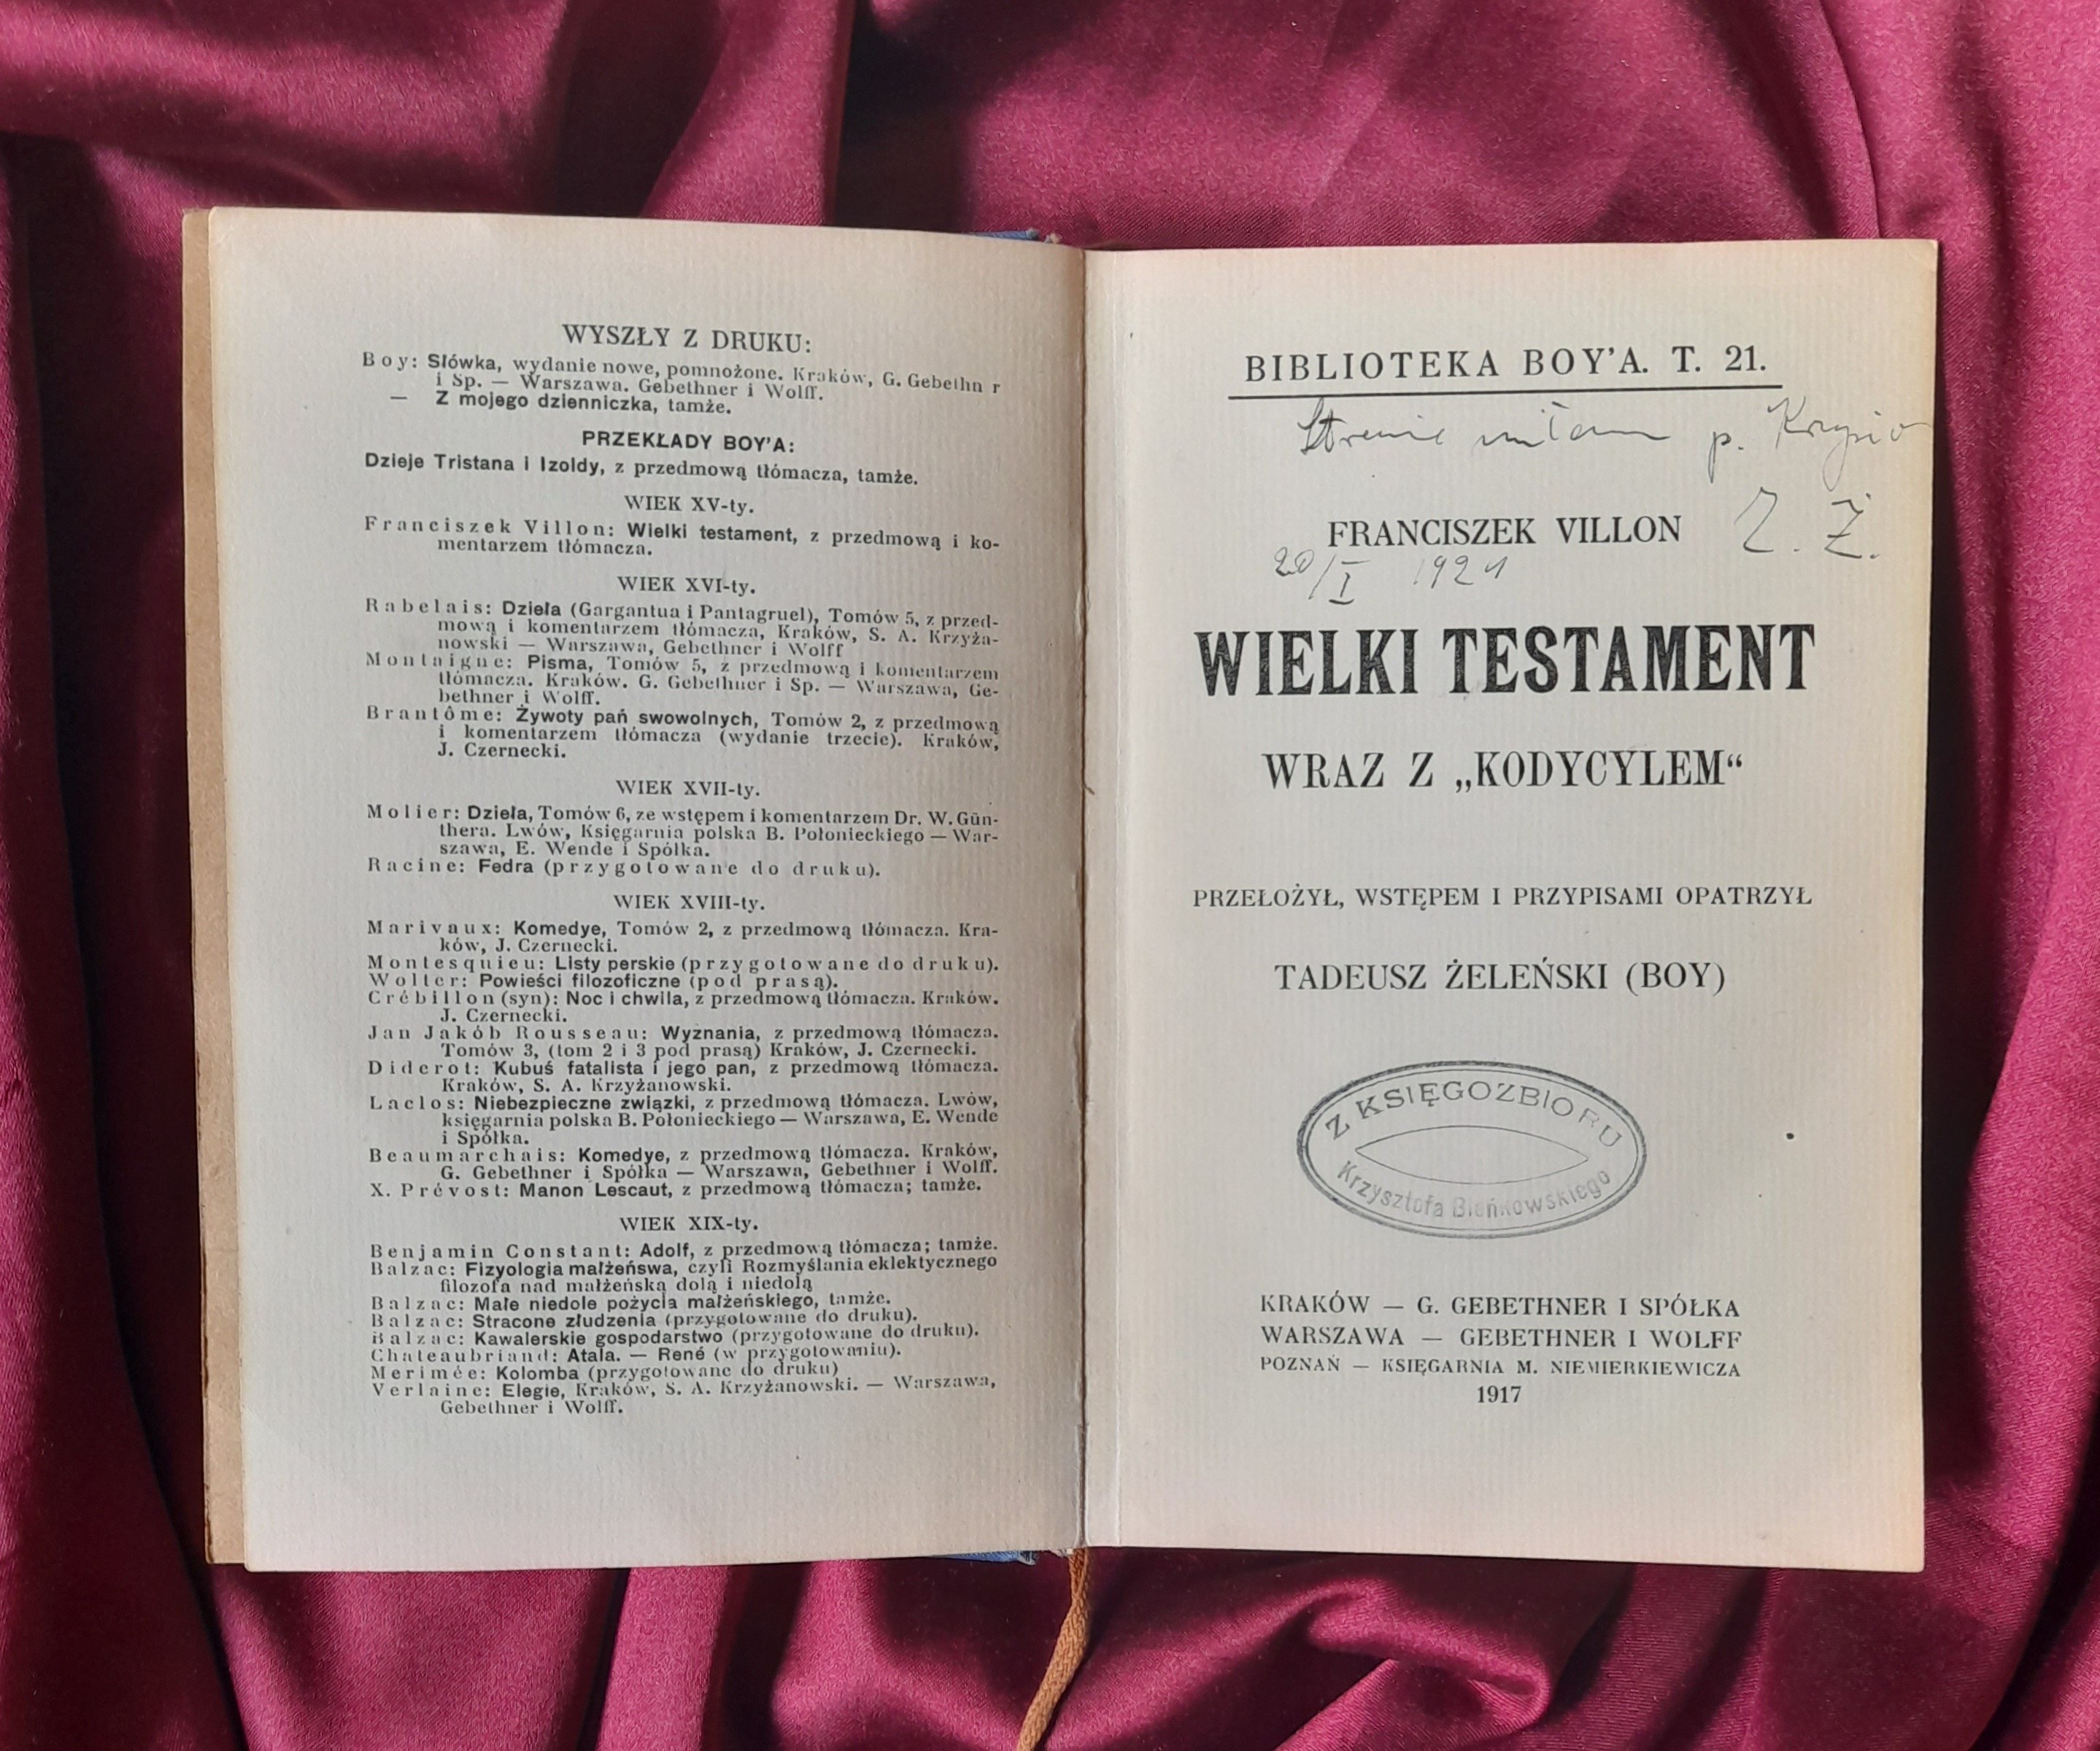 WYSZŁY Z DRUKU:
Boy: Słówka, wydanie nowe, pomnożone. Kraków, G. Gebethn r
i Sp. — Warszawa. Gebethner i Wolff.
— Z mojego dzienniczka, tamże.
PRZEKŁADY BOY'A:
Dzieje Tristana i Izoldy, z przedmową tłómacza, tamże.
WIEK XV-ty.
Franciszek Villon: Wielki testament, z przedmową i ko-
mentarzem tłómacza.
WIEK XVI-ty.
Rabelais: Dzieła (Gargantua i Pantagruel), Tomów 5, z przed-
mową i komentarzem tłómacza, Kraków, S. A. Krzyża-
nowski — Warszawa, Gebethner i Wolff
Montaigne: Pisma, Tomów 5, z przedmową i komentarzem
tłómacza. Kraków. G. Gebethner i Sp. — Warszawa, Ge-
bethner i Wolff.
Brantôme: Żywoty pań swowolnych, Tomów 2, z przedmową
i komentarzem tłómacza (wydanie trzecie). Kraków,
J. Czernecki.
WIEK XVII-ty.
Molier: Dzieła, Tomów 6, ze wstępem i komentarzem Dr. W. Gün-
thera. Lwów, Księgarnia polska B. Połonieckiego — War-
szawa, E. Wende i Spółka.
Racine: Fedra (przygotowane do druku).
WIEK XVIII-ty.
Marivaux: Komedye, Tomów 2, z przedmową tłómacza. Kra-
ków, J. Czernecki.
Montesquieu: Listy perskie (przygotowane do druku).
Wolter: Powieści filozoficzne (pod prasą).
Crébillon (syn): Noc i chwila, z przedmową tłómacza. Kraków.
J. Czernecki.
Jan Jakób Rousseau: Wyznania, z przedmową tłómacza.
Tomów 3, (tom 2 i 3 pod prasą) Kraków, J. Czernecki.
Diderot: Kubuś fatalista i jego pan, z przedmową tłómacza.
Kraków, S. A. Krzyżanowski.
Laclos: Niebezpieczne związki, z przedmową tłómacza. Lwów,
księgarnia polska B. Połonieckiego — Warszawa, E. Wende
i Spółka.
Beaumarchais: Komedye, z przedmową tłómacza. Kraków,
G. Gebethner i Spółka — Warszawa, Gebethner i Wolff.
X. Prévost: Manon Lescaut, z przedmową tłómacza; tamże.
WIEK XIX-ty.
Benjamin Constant: Adolf, z przedmową tłómacza; tamże.
Balzac: Fizyologia małżeńswa, czyli Rozmyślania eklektycznego
filozofa nad małżeńską dolą i niedolą
Balzac: Małe niedole pożycia małżeńskiego, tamże.
Balzac: Stracone złudzenia (przygotowane do druku).
Balzac: Kawalerskie gospodarstwo (przygotowane do druku).
Chateaubriand: Atala. — René (w przygotowaniu).
Merimée: Kolomba (przygotowane do druku)
Verlaine: Elegie, Kraków, S. A. Krzyżanowski. — Warszawa,
Gebethner i Wolff.
BIBLIOTEKA BOY'A. T. 21.
p.
FRANCISZEK VILLON
Ż.
20/I 1921
WIELKI TESTAMENT
WRAZ Z „KODYCYLEM“
PRZEŁOŻYŁ, WSTĘPEM I PRZYPISAMI OPATRZYŁ
TADEUSZ ŻELEŃSKI (BOY)
Z KSIĘGOZBIORU
Krzysztofa Bieńkowskiego
KRAKÓW — G. GEBETHNER I SPÓŁKA
WARSZAWA — GEBETHNER I WOLFF
POZNAŃ — KSIĘGARNIA M. NIEMIERKIEWICZA
1917